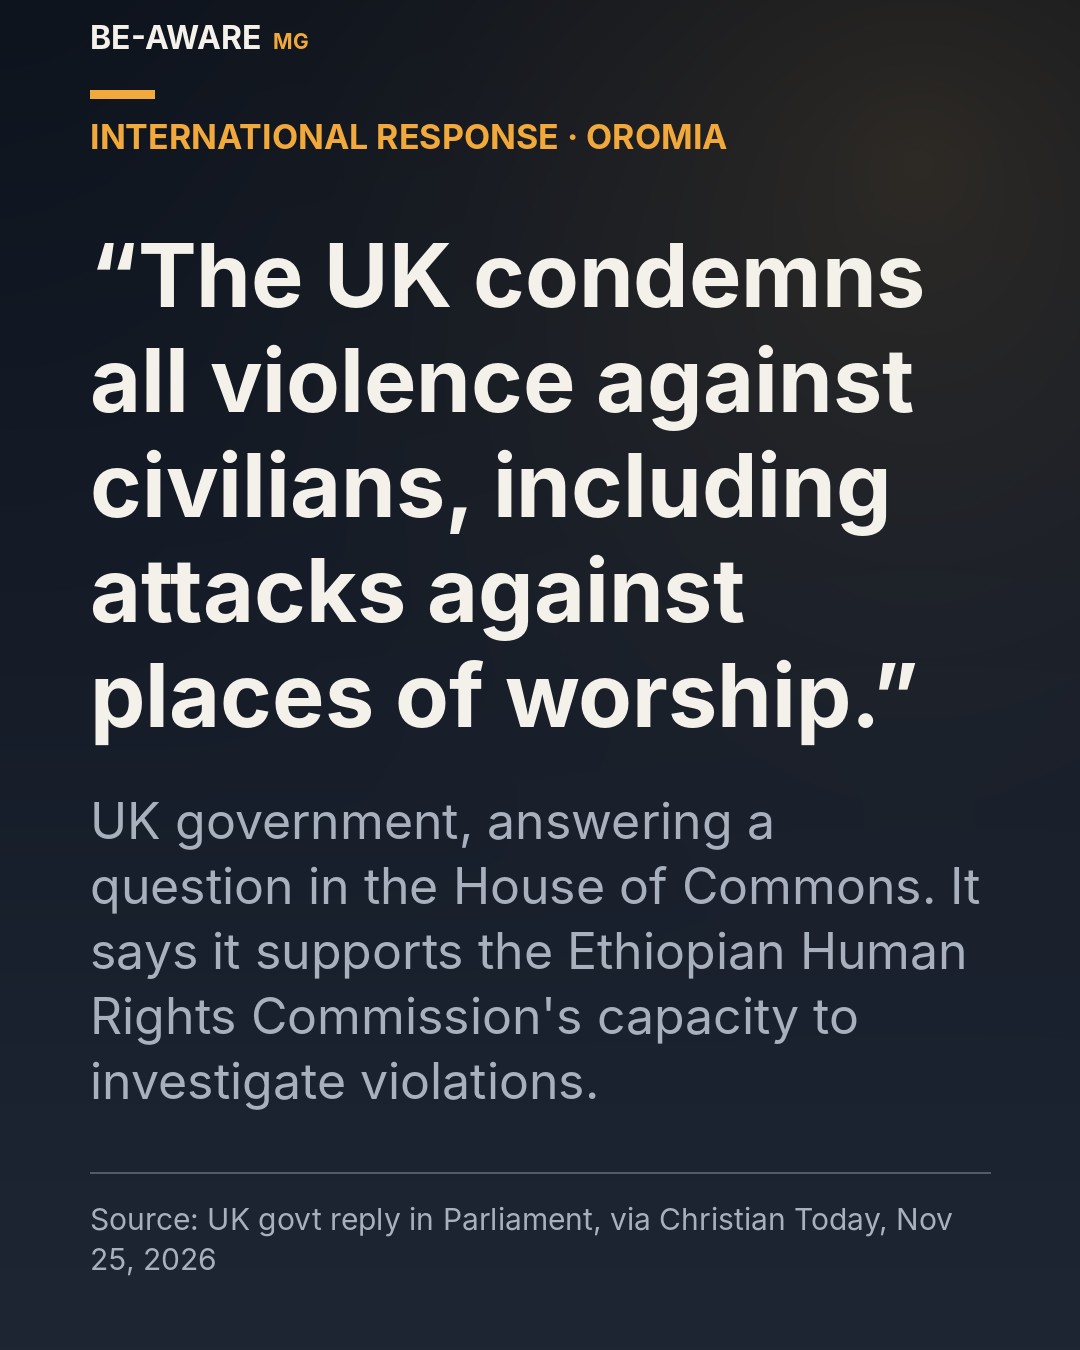 BE-AWARE MG
INTERNATIONAL RESPONSE · OROMIA
“The UK condemns
all violence against
civilians, including
attacks against
places of worship.”
UK government, answering a
question in the House of Commons. It
says it supports the Ethiopian Human
Rights Commission's capacity to
investigate violations.
Source: UK govt reply in Parliament, via Christian Today, Nov
25, 2026